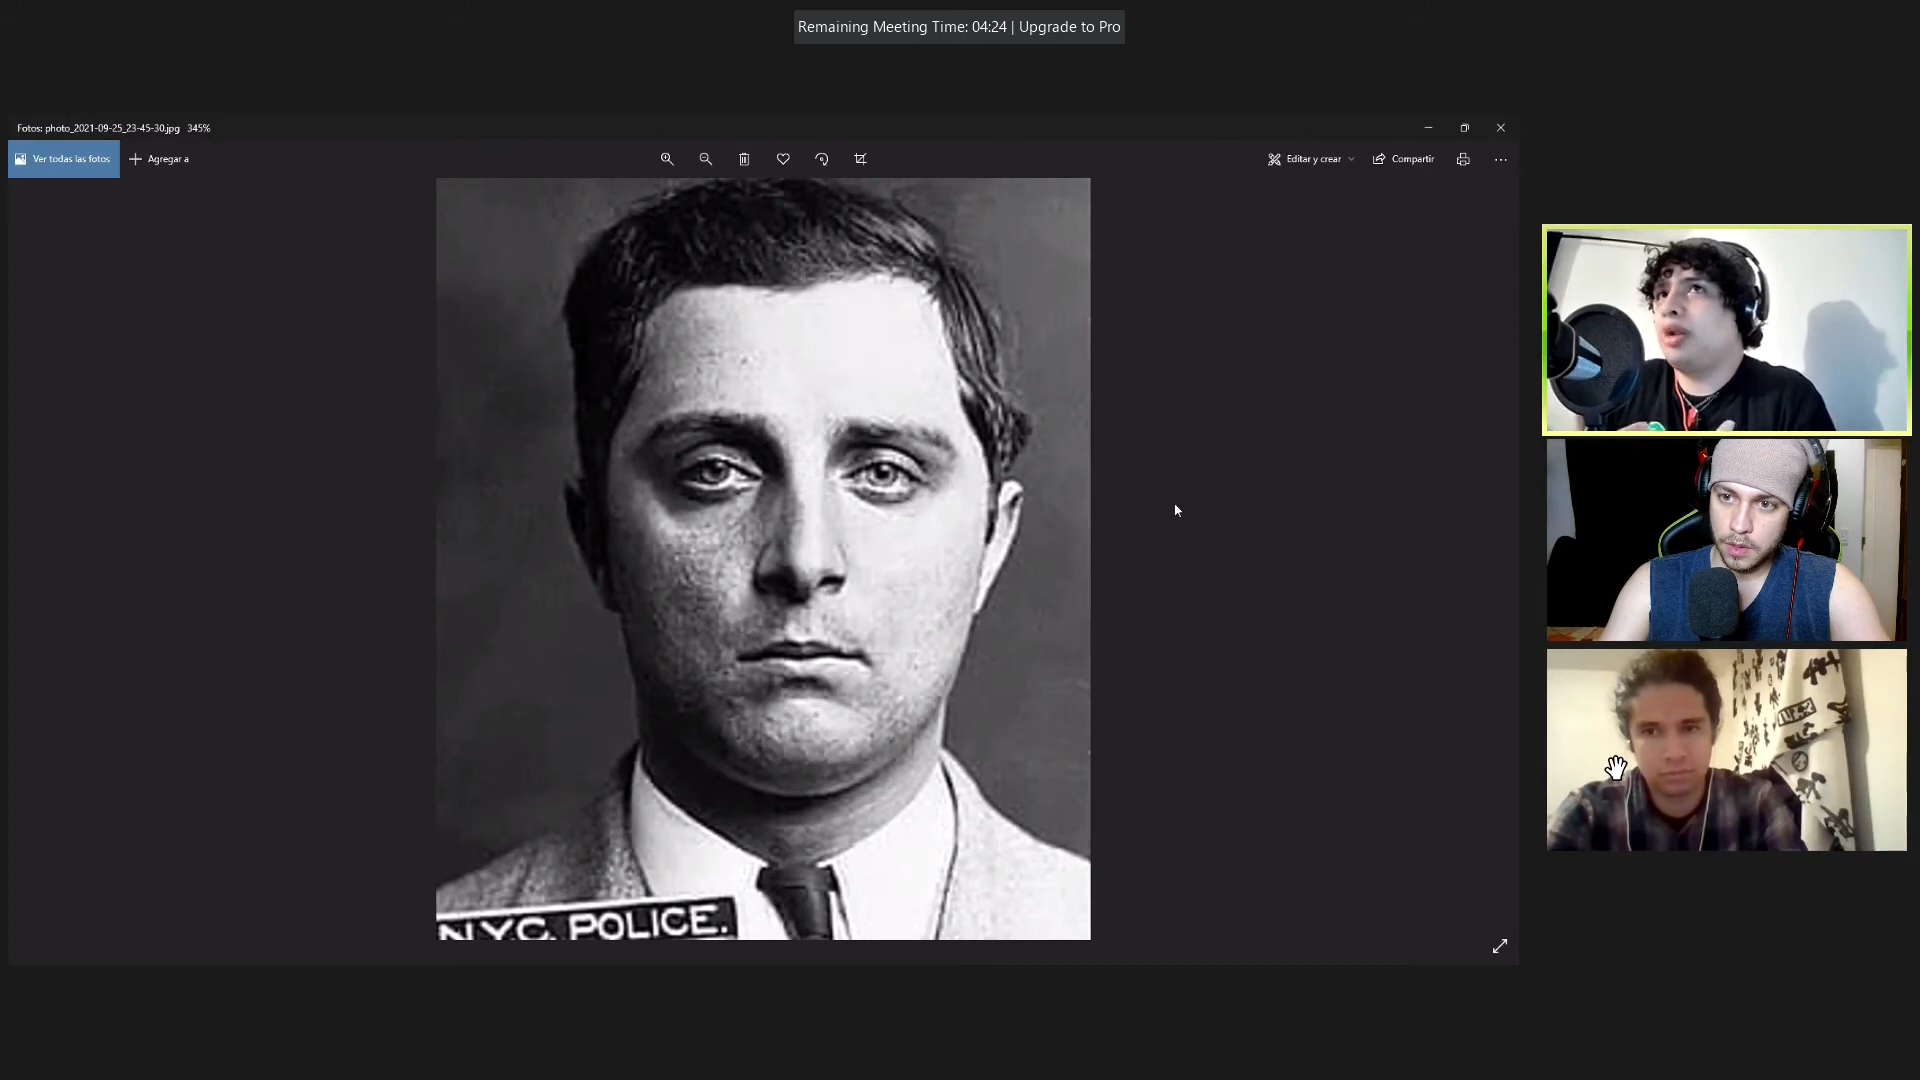 Remaining Meeting Time: 04:24 | Upgrade to Pro
Fotos: photo_2021-09-25_23-45-30.jpg 345%
Ver todas las fotos
Agregar a
Editar y crear
Compartir
N.Y.C. POLICE.